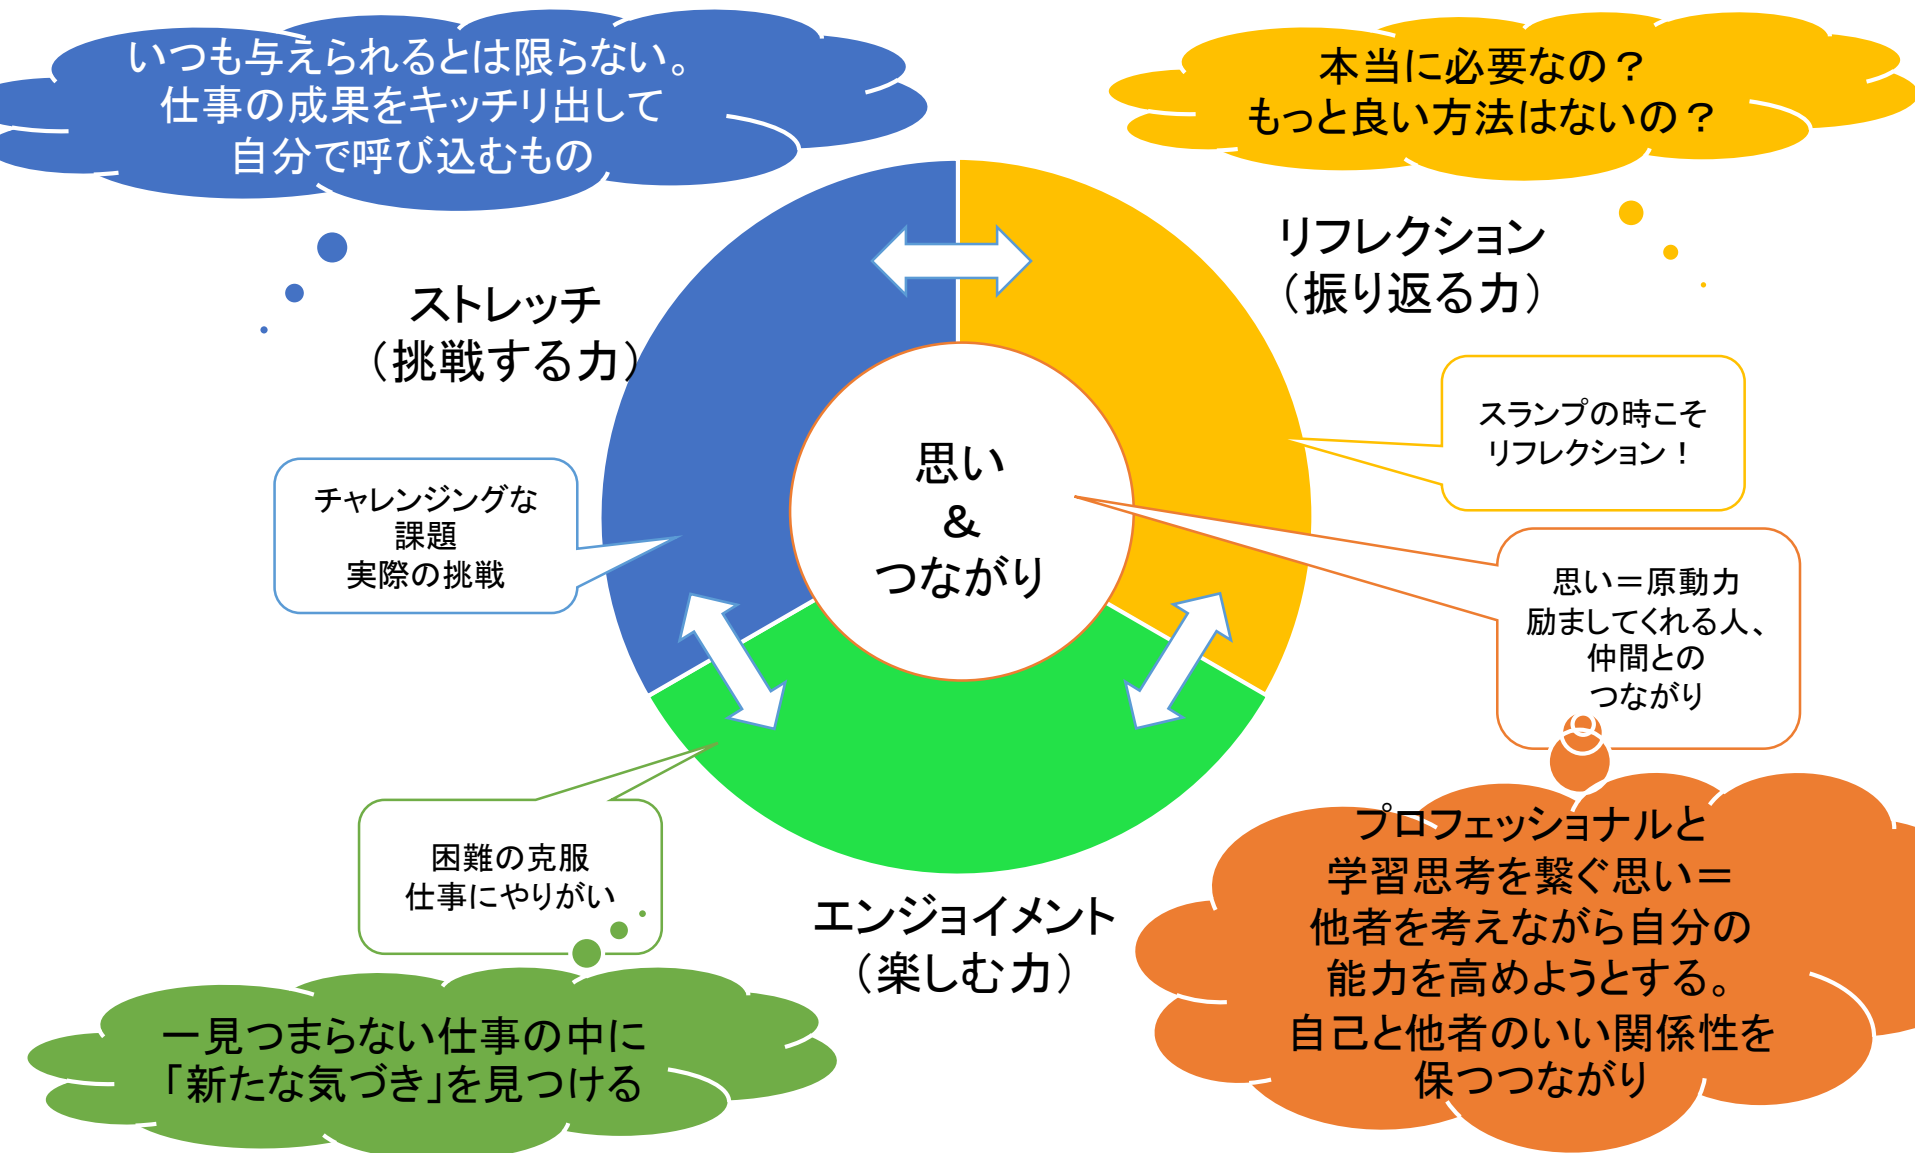 いつも与えられるとは限らない。
仕事の成果をキッチリ出して
自分で呼び込むもの
本当に必要なの？
もっと良い方法はないの？
リフレクション
（振り返る力）
ストレッチ
（挑戦する力）
スランプの時こそ
リフレクション！
思い
＆
つながり
チャレンジングな
課題
実際の挑戦
思い＝原動力
励ましてくれる人、
仲間との
つながり
困難の克服
仕事にやりがい
エンジョイメント
（楽しむ力）
プロフェッショナルと
学習思考を繋ぐ思い＝
他者を考えながら自分の
能力を高めようとする。
自己と他者のいい関係性を
保つつながり
一見つまらない仕事の中に
「新たな気づき」を見つける